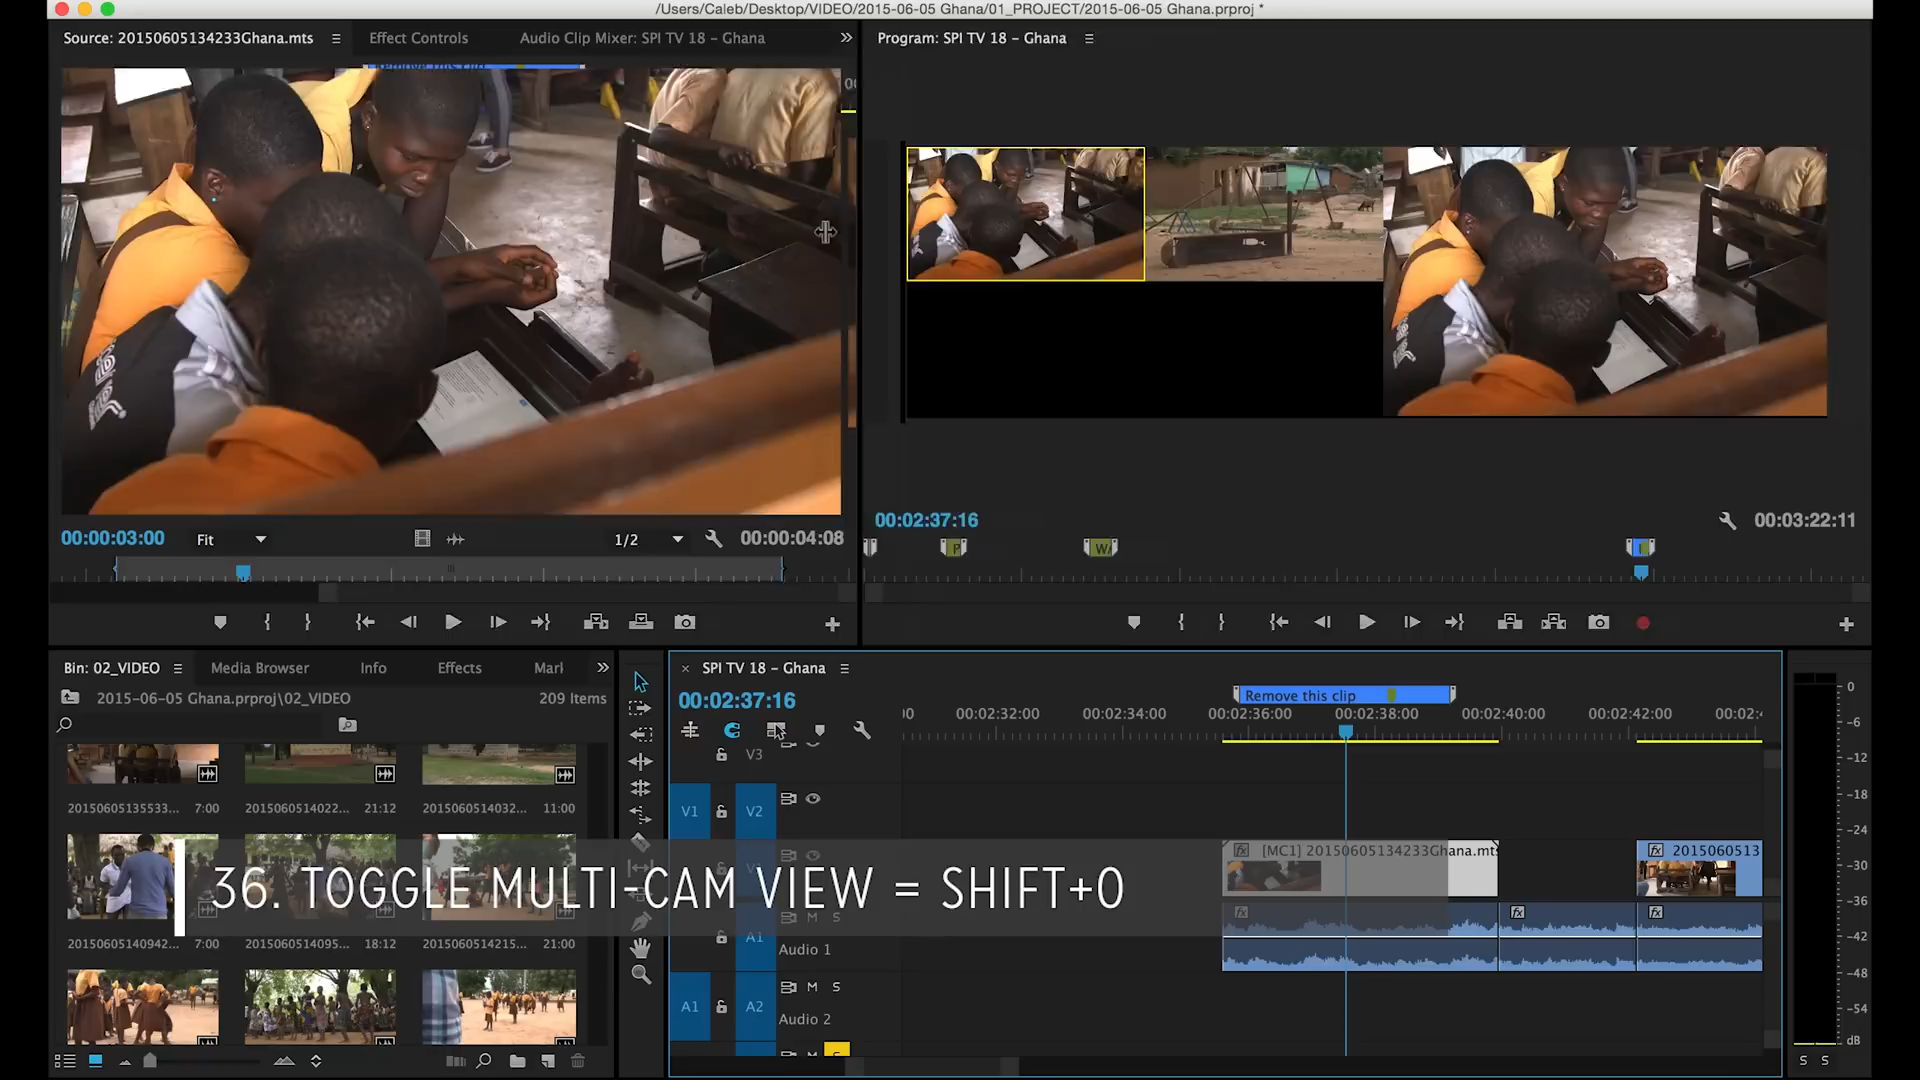 /Users/Caleb/Desktop/VIDEO/2015-06-05 Ghana/01_PROJECT/2015-06-05 Ghana.prproj *
Source: 20150605134233Ghana.mts
Effect Controls
Audio Clip Mixer: SPI TV 18 – Ghana
Program: SPI TV 18 – Ghana
00:00:03:00
Fit
1/2
00:00:04:08
00:02:37:16
00:03:22:11
P
W
Bin: 02_VIDEO
Media Browser
Info
Effects
Marl
2015-06-05 Ghana.prproj\02_VIDEO
209 Items
20150605135533...
7:00
2015060514022...
21:12
2015060514032...
11:00
2015060514 0942...
7:00
2015060514095...
18:12
2015060514215...
21:00
SPI TV 18 – Ghana
00:02:37:16
Remove this clip
00:02:32:00
00:02:34:00
00:02:36:00
00:02:38:00
00:02:40:00
00:02:42:00
00:02:4
V3
V1
V2
[MC1] 20150605134233Ghana.mts
2015060513
fx
36. TOGGLE MULTI-CAM VIEW = SHIFT+0
M S
A1
Audio 1
A1
A2
M S
Audio 2
0
-6
-12
-18
-24
-30
-36
-42
-48
-54
dB
S S